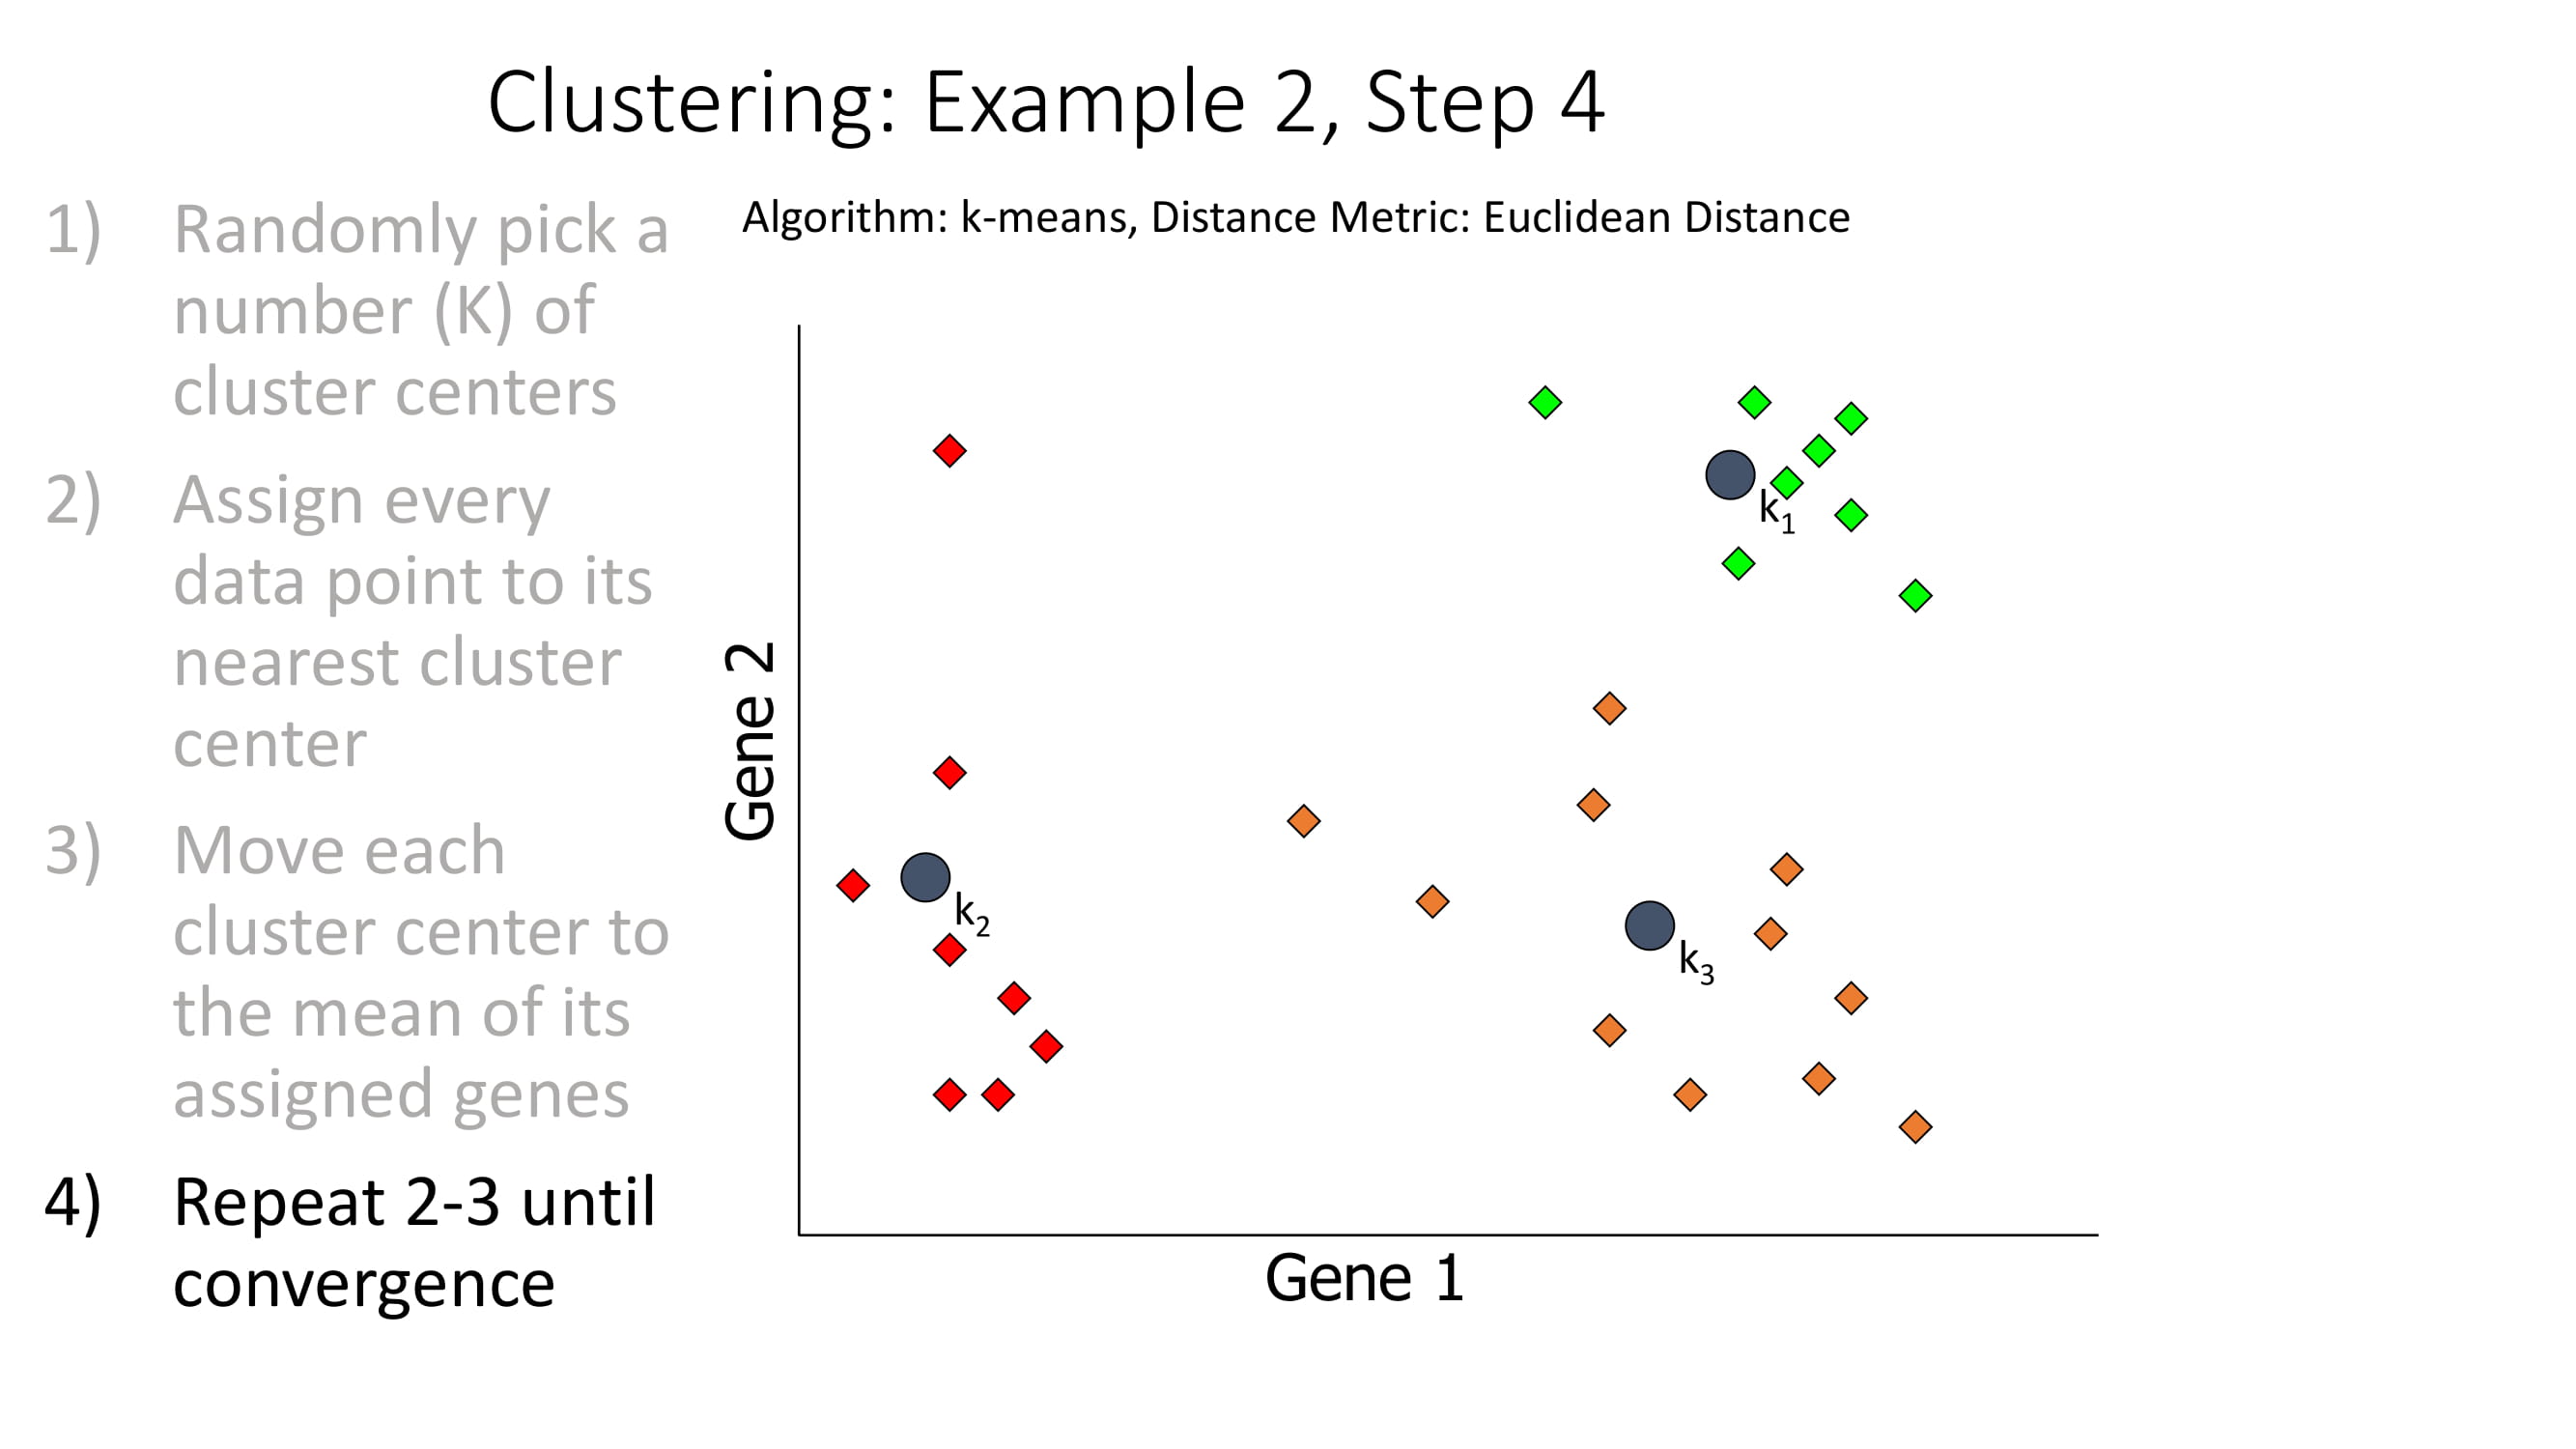 Clustering: Example 2, Step 4
1) Randomly pick a
number (K) of
cluster centers
2) Assign every
data point to its
nearest cluster
center
3) Move each
cluster center to
the mean of its
assigned genes
4) Repeat 2-3 until
convergence
Algorithm: k-means, Distance Metric: Euclidean Distance
Gene 2
k₁
k₂
k₃
Gene 1